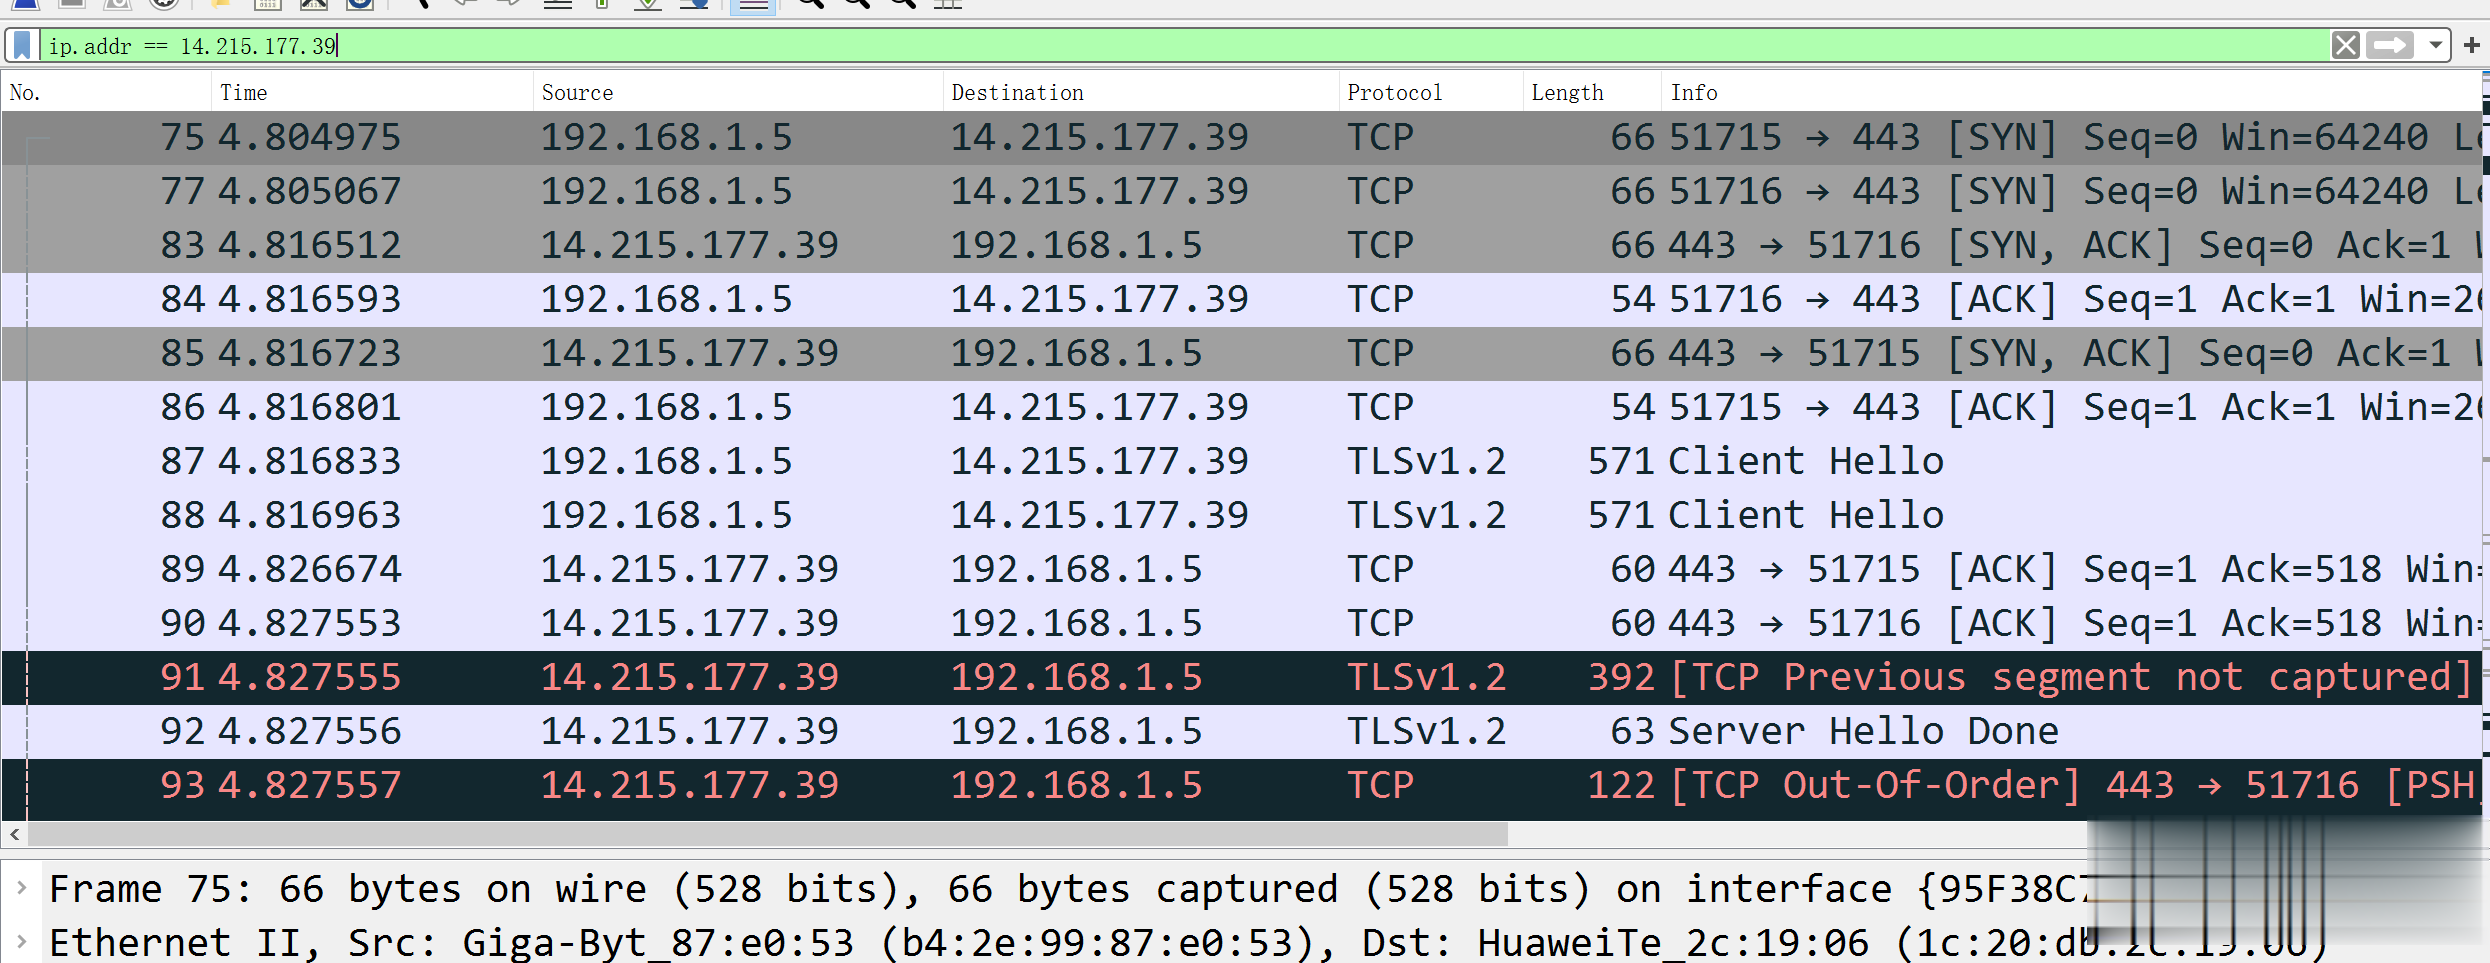 ip.addr == 14.215.177.39
No. Time Source Destination Protocol Length Info
75 4.804975 192.168.1.5 14.215.177.39 TCP 66 51715 → 443 [SYN] Seq=0 Win=64240
77 4.805067 192.168.1.5 14.215.177.39 TCP 66 51716 → 443 [SYN] Seq=0 Win=64240
83 4.816512 14.215.177.39 192.168.1.5 TCP 66 443 → 51716 [SYN, ACK] Seq=0 Ack=1
84 4.816593 192.168.1.5 14.215.177.39 TCP 54 51716 → 443 [ACK] Seq=1 Ack=1 Win=26
85 4.816723 14.215.177.39 192.168.1.5 TCP 66 443 → 51715 [SYN, ACK] Seq=0 Ack=1
86 4.816801 192.168.1.5 14.215.177.39 TCP 54 51715 → 443 [ACK] Seq=1 Ack=1 Win=26
87 4.816833 192.168.1.5 14.215.177.39 TLSv1.2 571 Client Hello
88 4.816963 192.168.1.5 14.215.177.39 TLSv1.2 571 Client Hello
89 4.826674 14.215.177.39 192.168.1.5 TCP 60 443 → 51715 [ACK] Seq=1 Ack=518 Win=
90 4.827553 14.215.177.39 192.168.1.5 TCP 60 443 → 51716 [ACK] Seq=1 Ack=518 Win=
91 4.827555 14.215.177.39 192.168.1.5 TLSv1.2 392 [TCP Previous segment not captured]
92 4.827556 14.215.177.39 192.168.1.5 TLSv1.2 63 Server Hello Done
93 4.827557 14.215.177.39 192.168.1.5 TCP 122 [TCP Out-Of-Order] 443 → 51716 [PSH,
Frame 75: 66 bytes on wire (528 bits), 66 bytes captured (528 bits) on interface {95F38C7
Ethernet II, Src: Giga-Byt_87:e0:53 (b4:2e:99:87:e0:53), Dst: HuaweiTe_2c:19:06 (1c:20:db:2c:19:06)